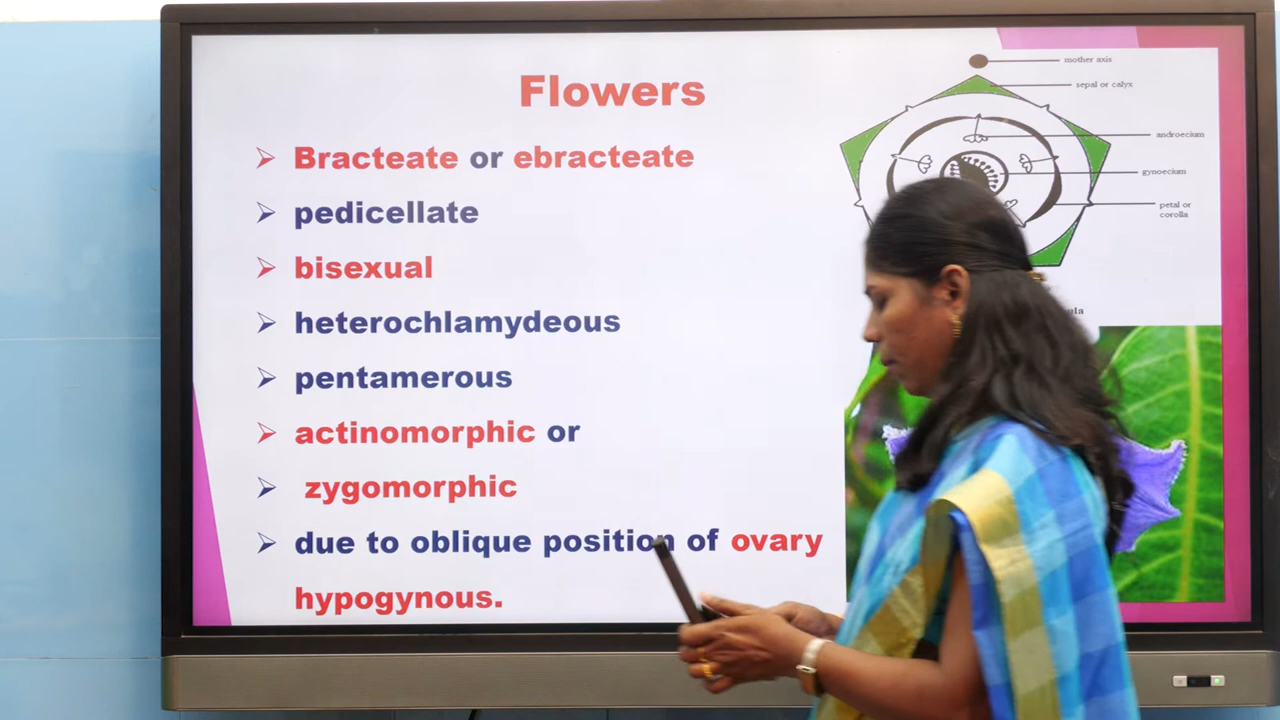 Flowers
Bracteate or ebracteate
pedicellate
bisexual
heterochlamydeous
pentamerous
actinomorphic or
zygomorphic
due to oblique position of ovary
hypogynous.
mother axis
sepal or calyx
androecium
gynoecium
petal or
corolla